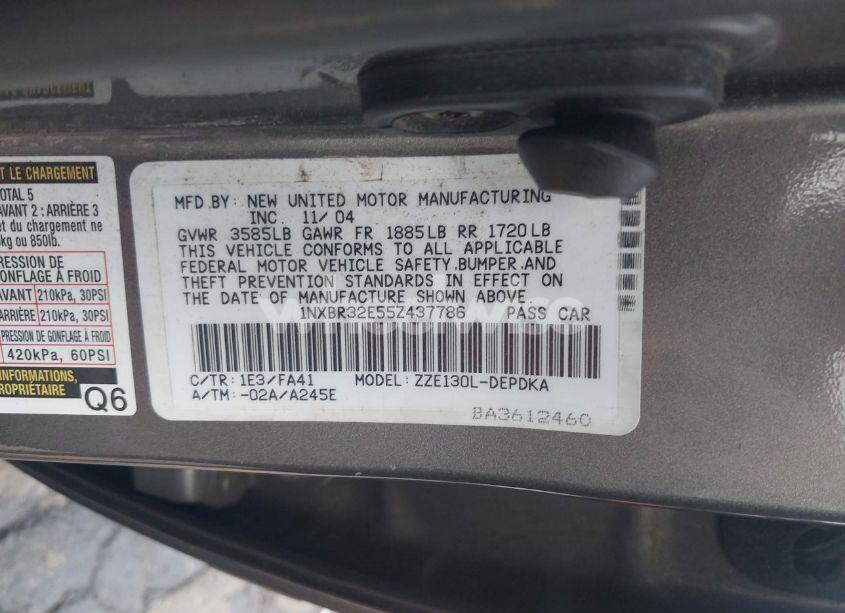 ET LE CHARGEMENT
TOTAL 5
AVANT 2 : ARRIÈRE 3
et du chargement ne
kg ou 850lb.
PRESSION DE
GONFLAGE À FROID
AVANT 210kPa, 30PSI
ARRIÈRE 210kPa, 30PSI
PRESSION DE GONFLAGE À FROID
420kPa, 60PSI
INFORMATIONS,
PROPRIÉTAIRE
Q6
MFD.BY: NEW UNITED MOTOR MANUFACTURING
INC. 11/04
GVWR 3585LB GAWR FR 1885LB RR 1720LB
THIS VEHICLE CONFORMS TO ALL APPLICABLE
FEDERAL MOTOR VEHICLE SAFETY,BUMPER,AND
THEFT PREVENTION STANDARDS IN EFFECT ON
THE DATE OF MANUFACTURE SHOWN ABOVE.
1NXBR32E55Z437786 PASS CAR
C/TR: 1E3/FA41 MODEL: ZZE130L-DEPDKA
A/TM: -02A/A245E
BA3612460